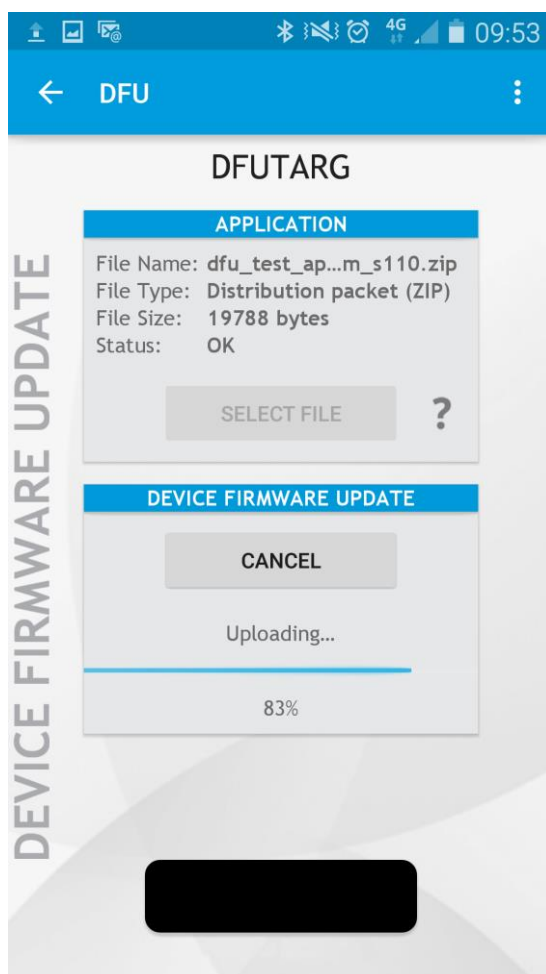 4G 09:53
DFU
DFUTARG
APPLICATION
File Name: dfu_test_ap...m_s110.zip
File Type: Distribution packet (ZIP)
File Size: 19788 bytes
Status: OK
SELECT FILE ?
DEVICE FIRMWARE UPDATE
CANCEL
Uploading...
83%
DEVICE FIRMWARE UPDATE